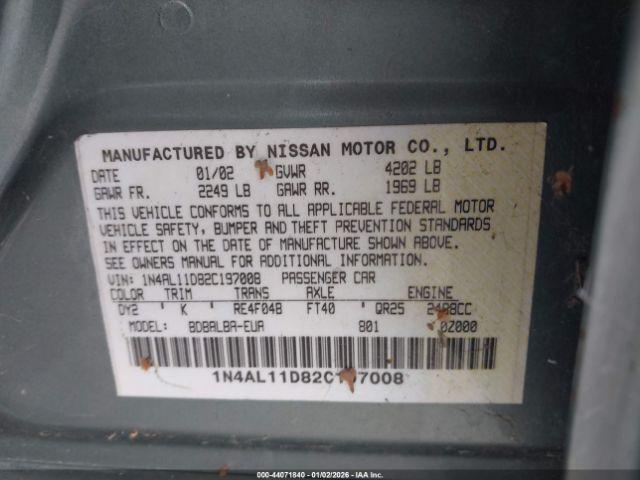 MANUFACTURED BY NISSAN MOTOR CO., LTD.
DATE 01/02 GVWR 4202 LB
GAWR FR. 2249 LB GAWR RR. 1969 LB
THIS VEHICLE CONFORMS TO ALL APPLICABLE FEDERAL MOTOR
VEHICLE SAFETY, BUMPER AND THEFT PREVENTION STANDARDS
IN EFFECT ON THE DATE OF MANUFACTURE SHOWN ABOVE.
SEE OWNERS MANUAL FOR ADDITIONAL INFORMATION.
VIN: 1N4AL11D82C197008 PASSENGER CAR
COLOR TRIM TRANS AXLE ENGINE
DY2 ' K RE4F04B FT40 ' QR25 2488CC
MODEL: BDBALBA-EUA 801 0Z000
1N4AL11D82C197008
000-44071840 - 01/02/2026 - IAA Inc.